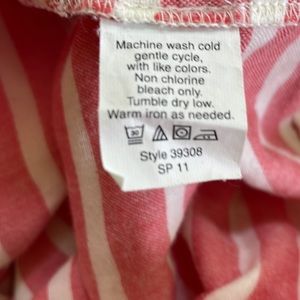 Machine wash cold
gentle cycle,
with like colors.
Non chlorine
bleach only.
Tumble dry low.
Warm iron as needed.
30
Style 39308
SP 11